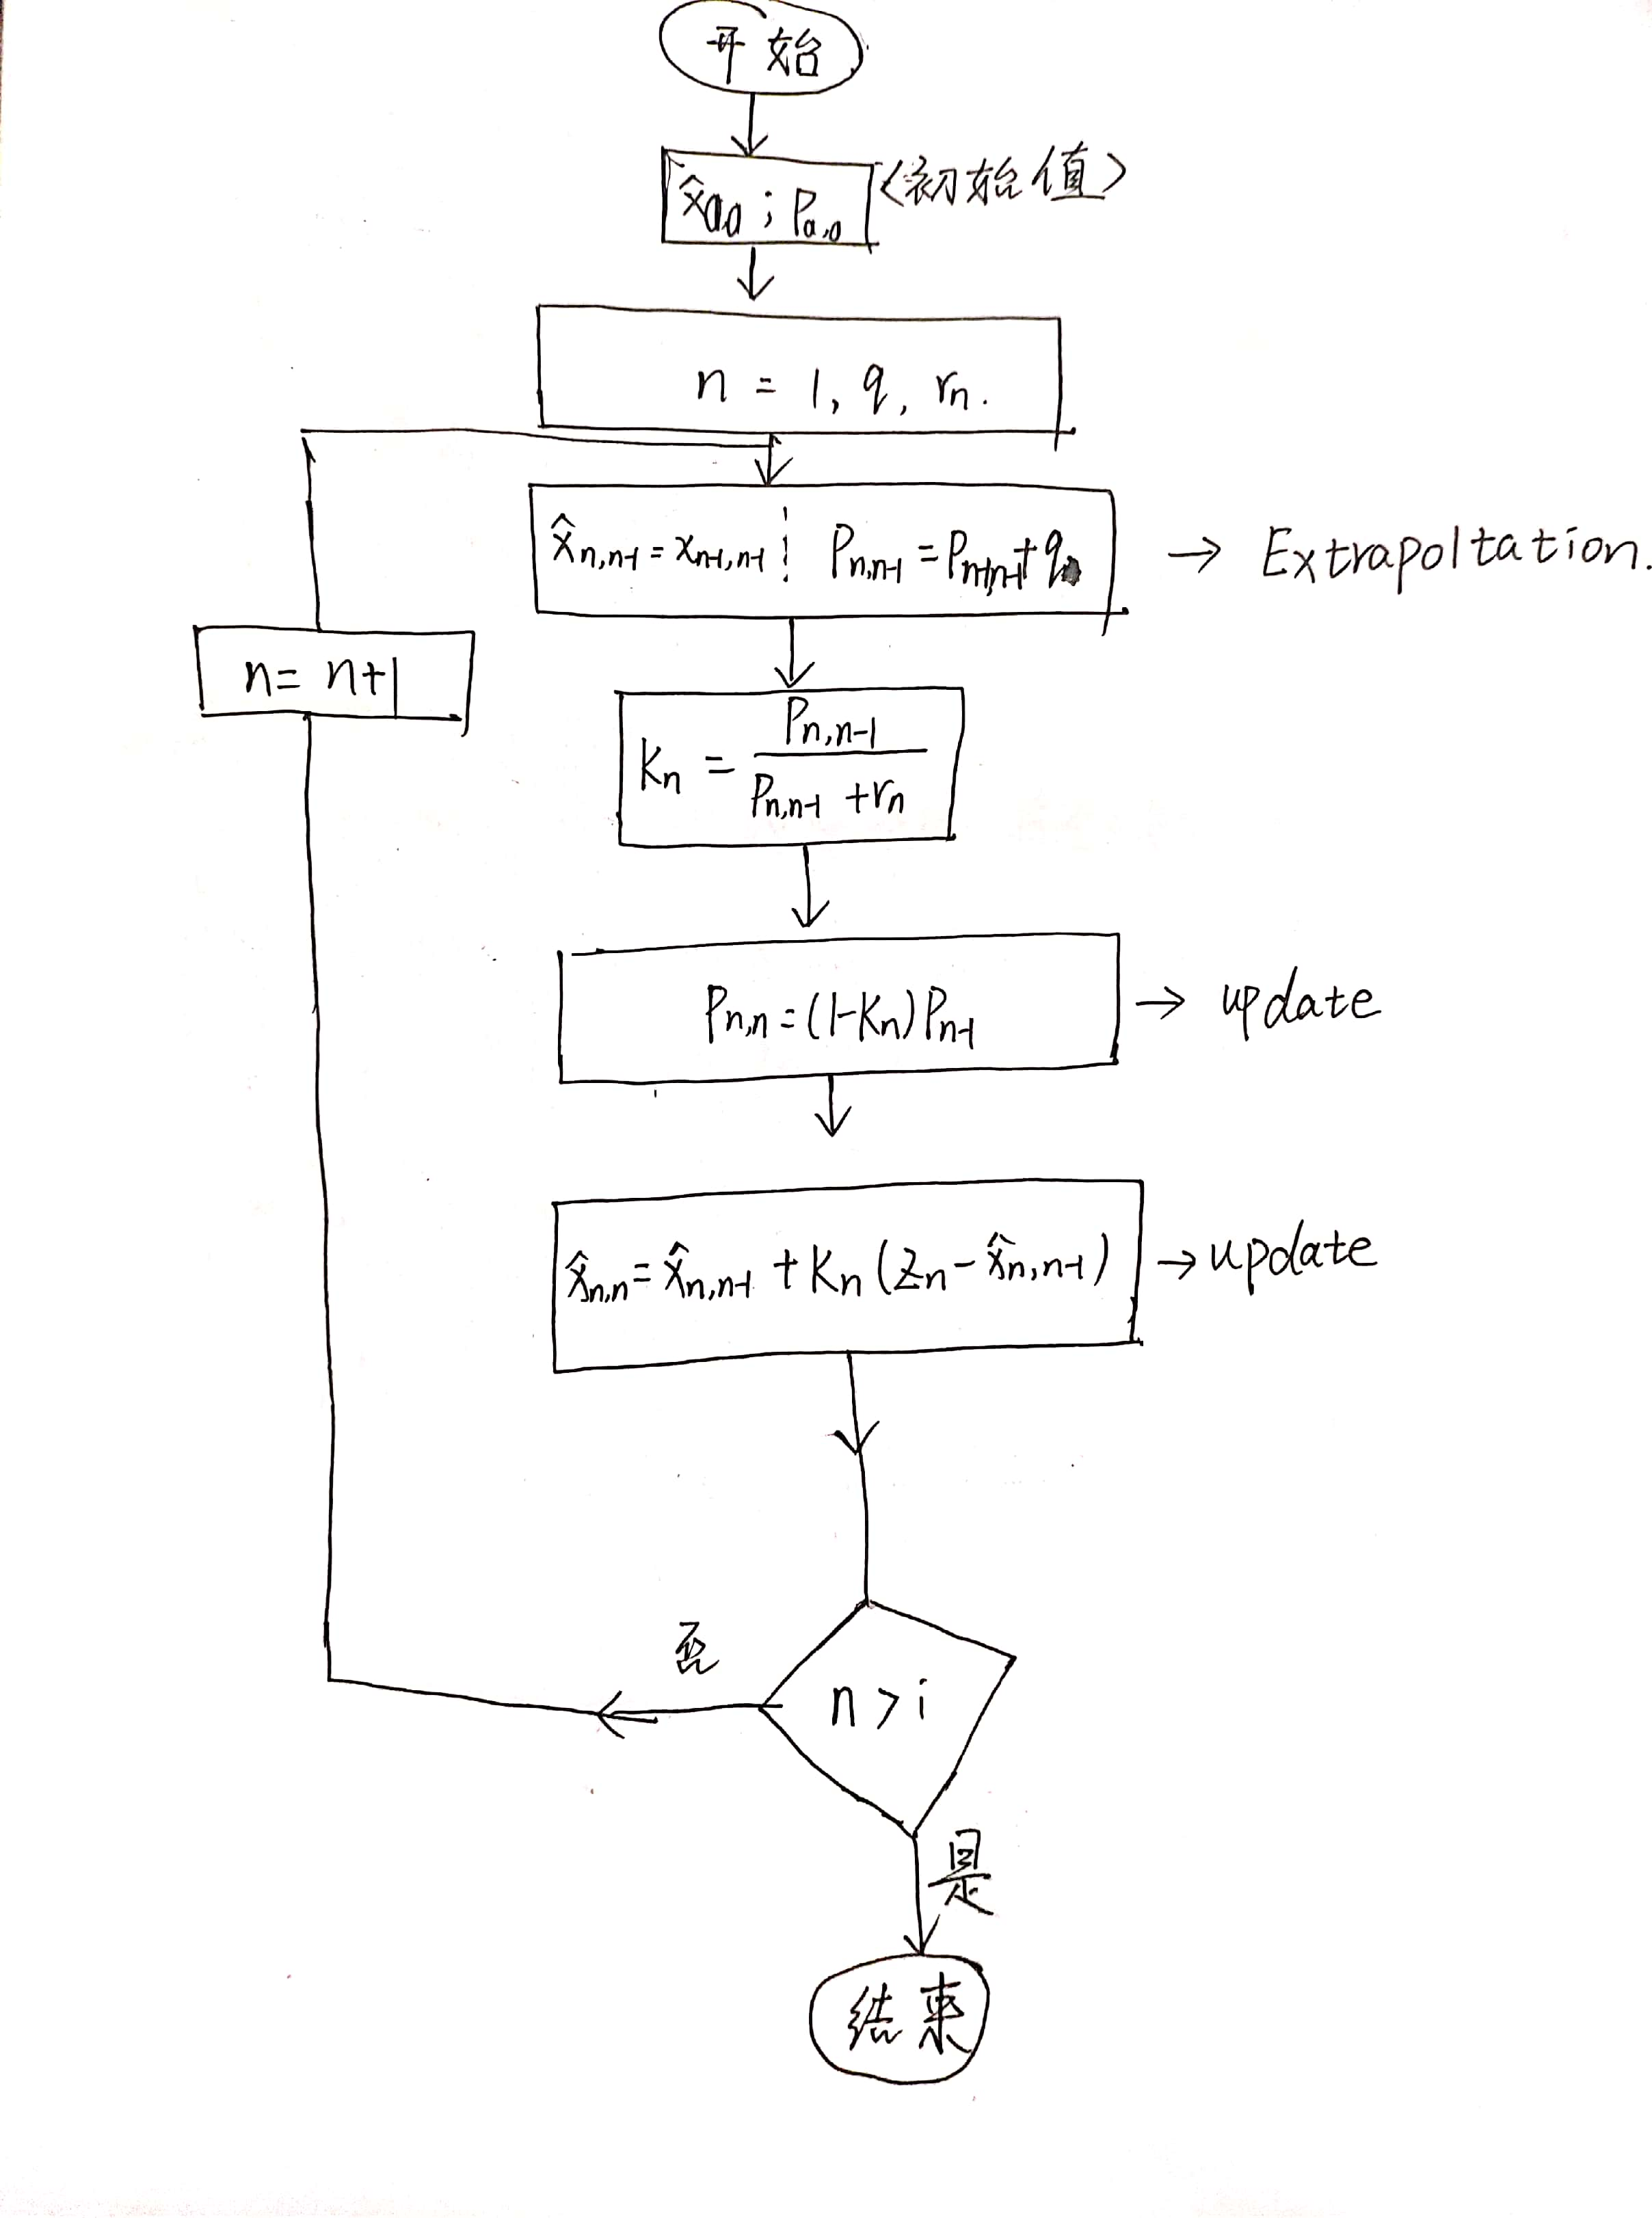 开始
x̂0,0 ; P0,0 〈初始值〉
n = 1, q, rn.
x̂n,n-1 = xn-1,n-1 ¦ Pn,n-1 = Pn-1,n-1 + q → Extrapoltation.
n = n+1
Kn = Pn,n-1 / Pn,n-1 + rn
Pn,n = (1-Kn)Pn-1 → update
x̂n,n = x̂n,n-1 + Kn (Zn - x̂n,n-1) → update
否
n > i
是
结束